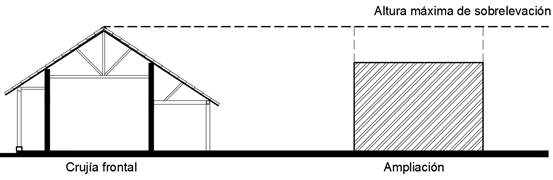 Altura máxima de sobrelevación
Crujía frontal
Ampliación